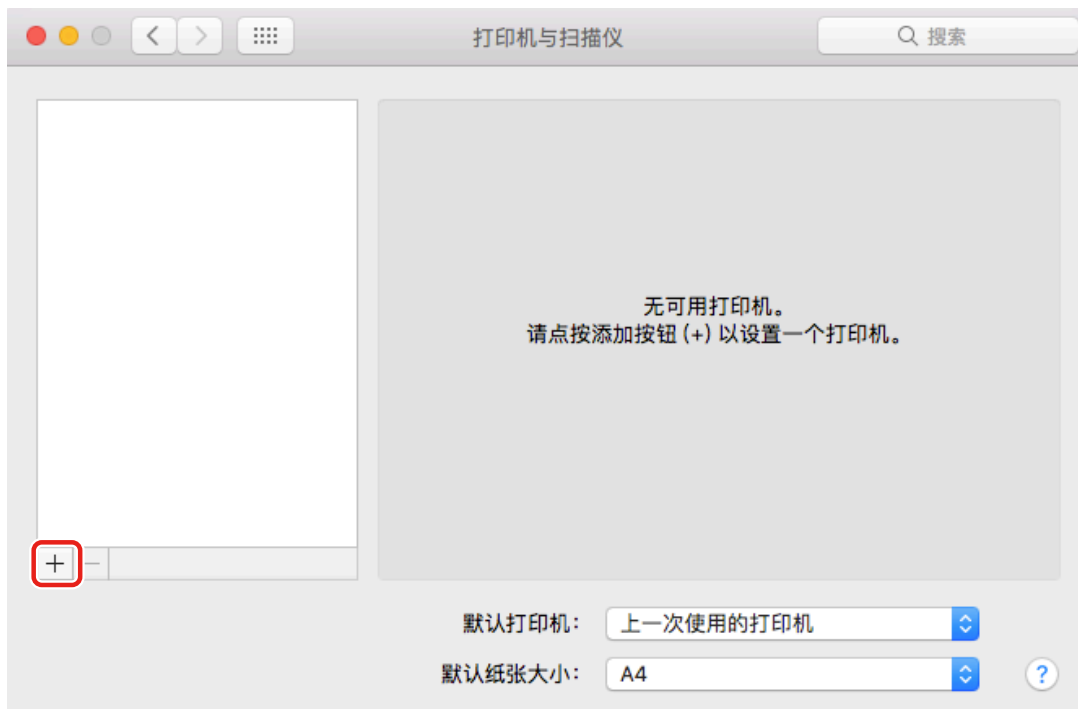 打印机与扫描仪
搜索
无可用打印机。
请点按添加按钮 (+) 以设置一个打印机。
+ −
默认打印机：
上一次使用的打印机
默认纸张大小：
A4
?